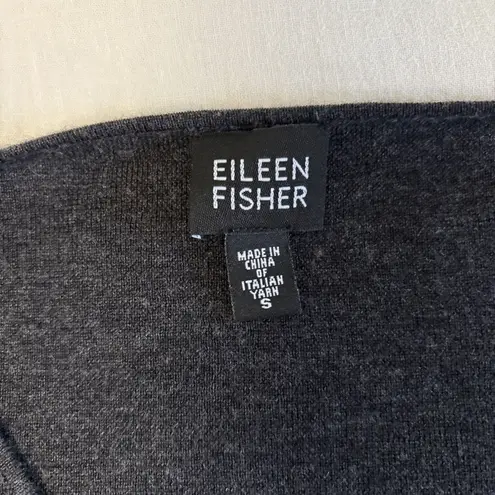 EILEEN
FISHER
MADE IN
CHINA
OF
ITALIAN
YARN
S